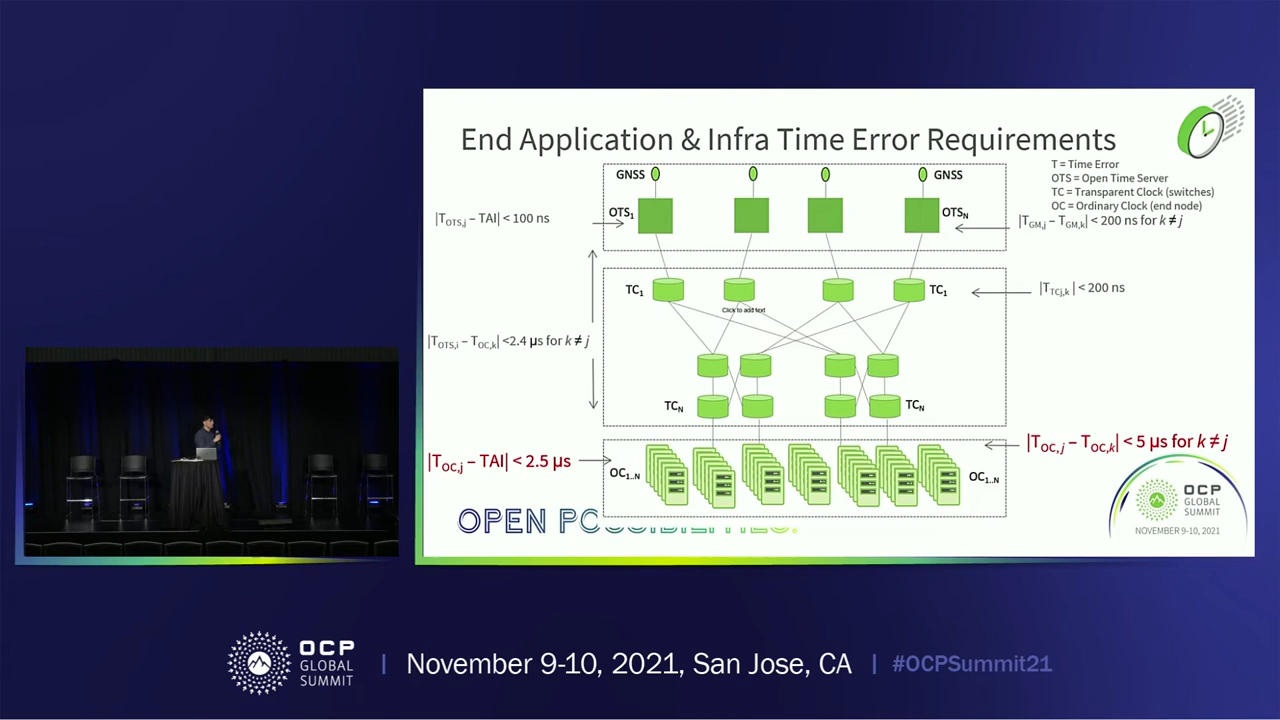 End Application & Infra Time Error Requirements
T = Time Error
OTS = Open Time Server
TC = Transparent Clock (switches)
OC = Ordinary Clock (end node)
GNSS
GNSS
OTS1
OTSN
|TOTS,j – TAI| < 100 ns
|TGM,j – TGM,k| < 200 ns for k ≠ j
TC1
TC1
|TTCj,k | < 200 ns
Click to add text
|TOTS,i – TOC,k| <2.4 µs for k ≠ j
TCN
TCN
|TOC,j – TAI| < 2.5 µs
|TOC,j – TOC,k| < 5 µs for k ≠ j
OC1..N
OC1..N
OPEN POSSIBILITIES.
OCP
GLOBAL
SUMMIT
NOVEMBER 9-10, 2021
OCP
GLOBAL
SUMMIT
| November 9-10, 2021, San Jose, CA | #OCPSummit21